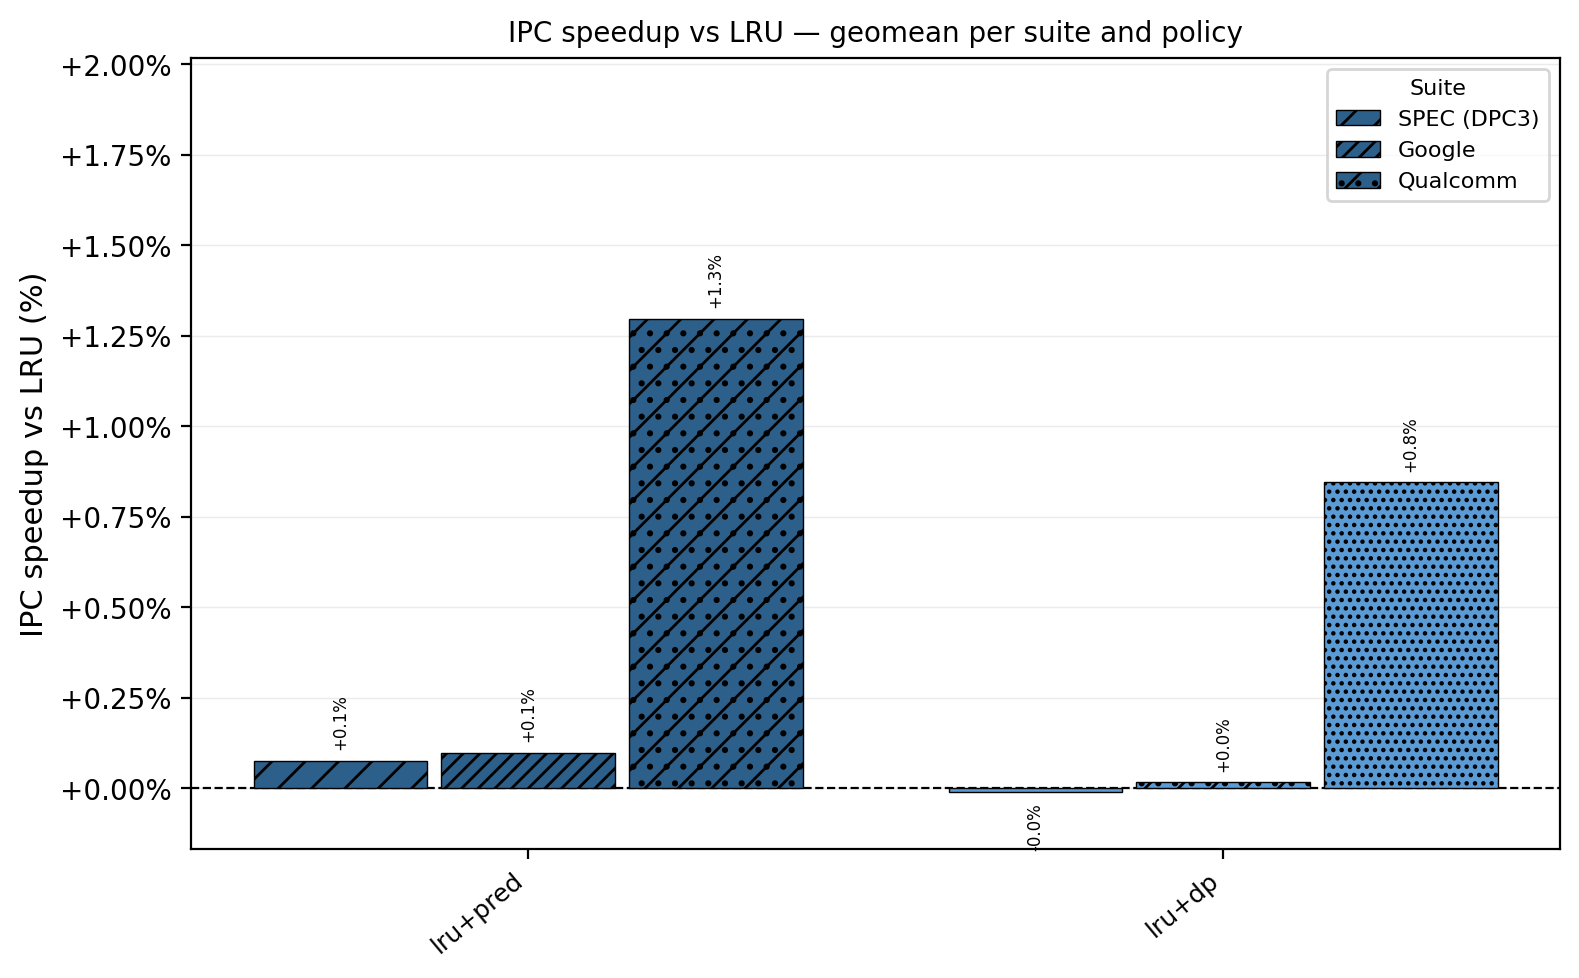 IPC speedup vs LRU — geomean per suite and policy
IPC speedup vs LRU (%)
+2.00%
+1.75%
+1.50%
+1.25%
+1.00%
+0.75%
+0.50%
+0.25%
+0.00%
Suite
SPEC (DPC3)
Google
Qualcomm
+0.1%
+0.1%
+1.3%
-0.0%
+0.0%
+0.8%
lru+pred
lru+dp